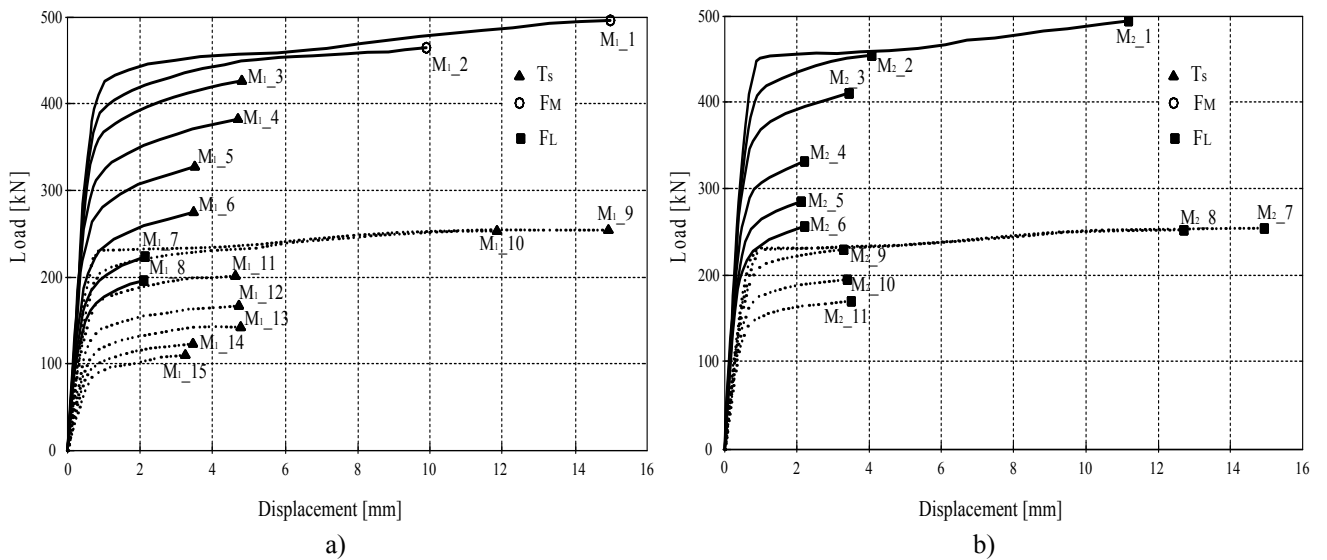 500
400
300
200
100
0
Load [kN]
0 2 4 6 8 10 12 14 16
Displacement [mm]
a)
M₁_1
M₁_2
M₁_3
M₁_4
M₁_5
M₁_6
M₁_7
M₁_8
M₁_9
M₁_10
M₁_11
M₁_12
M₁_13
M₁_14
M₁_15
Ts
FM
FL
500
400
300
200
100
0
Load [kN]
0 2 4 6 8 10 12 14 16
Displacement [mm]
b)
M₂_1
M₂_2
M₂_3
M₂_4
M₂_5
M₂_6
M₂_7
M₂_8
M₂_9
M₂_10
M₂_11
Ts
FM
FL